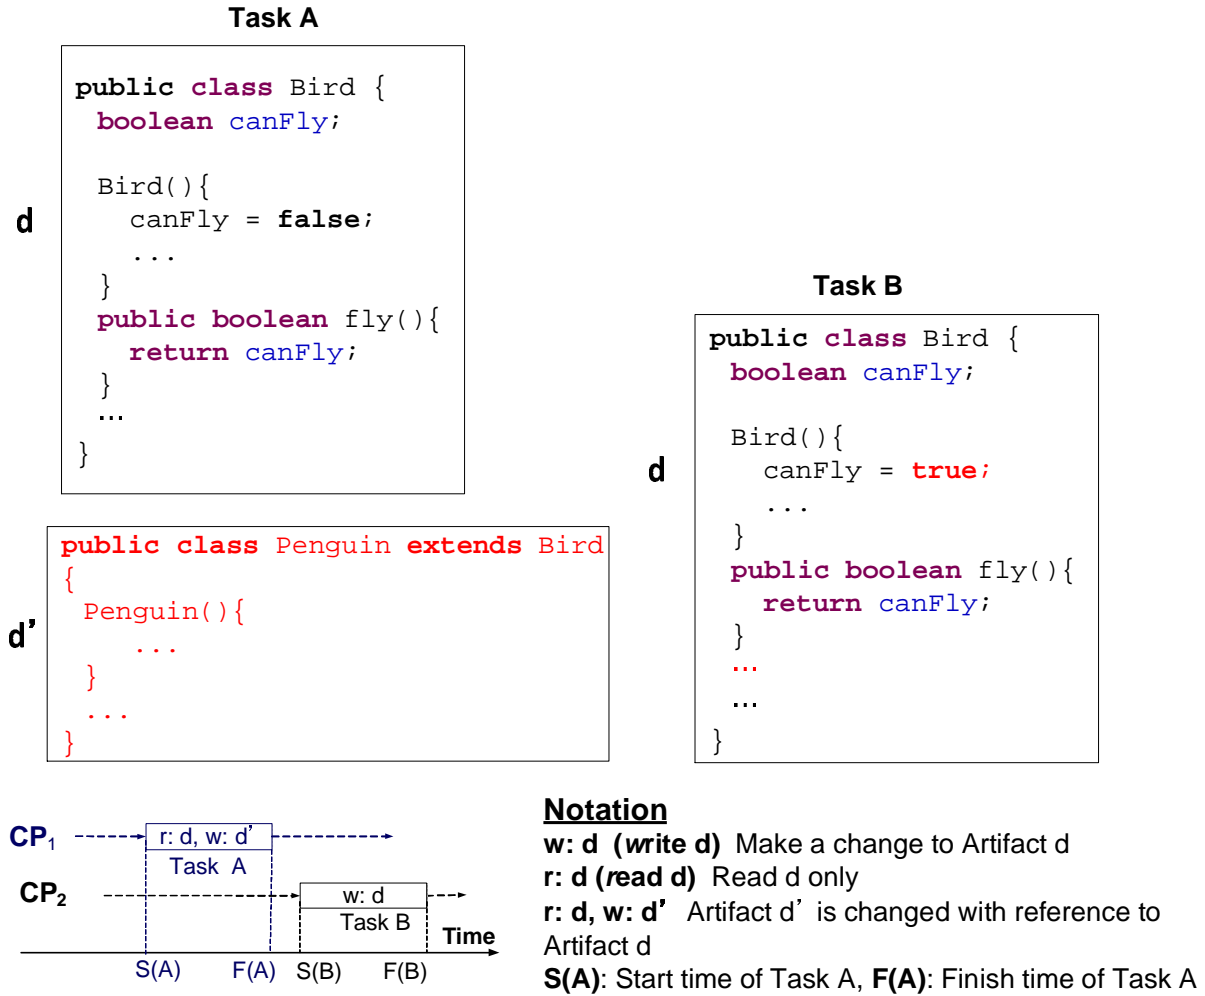 Task A
public class Bird {
boolean canFly;
Bird(){
canFly = false;
...
}
public boolean fly(){
return canFly;
}
...
}
d
public class Penguin extends Bird
{
Penguin(){
...
}
...
}
d’
Task B
public class Bird {
boolean canFly;
Bird(){
canFly = true;
...
}
public boolean fly(){
return canFly;
}
...
...
}
d
CP1
r: d, w: d’
Task A
CP2
w: d
Task B
Time
S(A) F(A) S(B) F(B)
Notation
w: d (write d) Make a change to Artifact d
r: d (read d) Read d only
r: d, w: d’ Artifact d’ is changed with reference to
Artifact d
S(A): Start time of Task A, F(A): Finish time of Task A